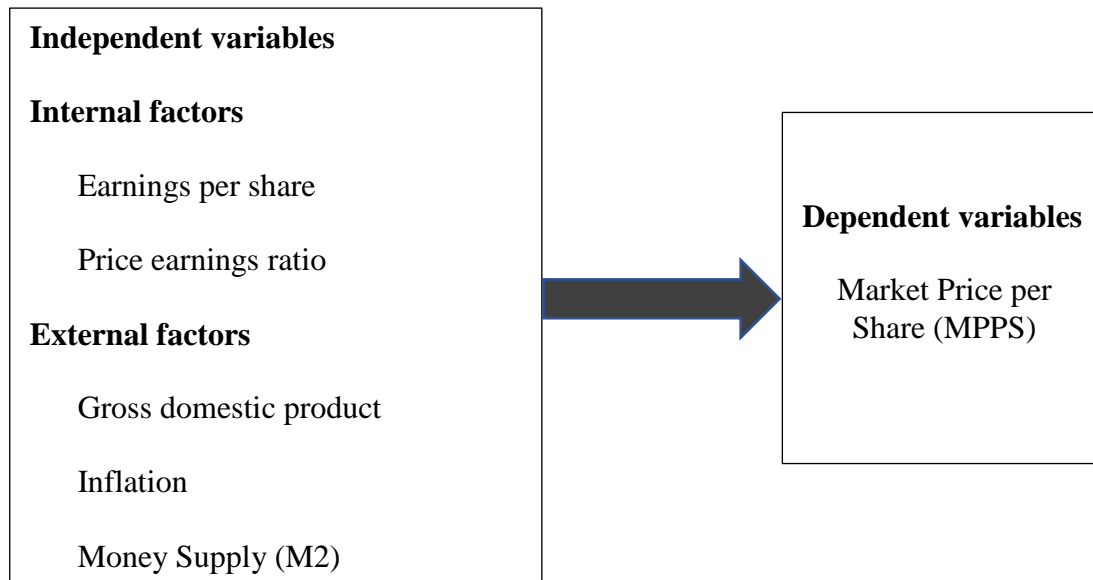 Independent variables
Internal factors
Earnings per share
Price earnings ratio
External factors
Gross domestic product
Inflation
Money Supply (M2)
Dependent variables
Market Price per
Share (MPPS)